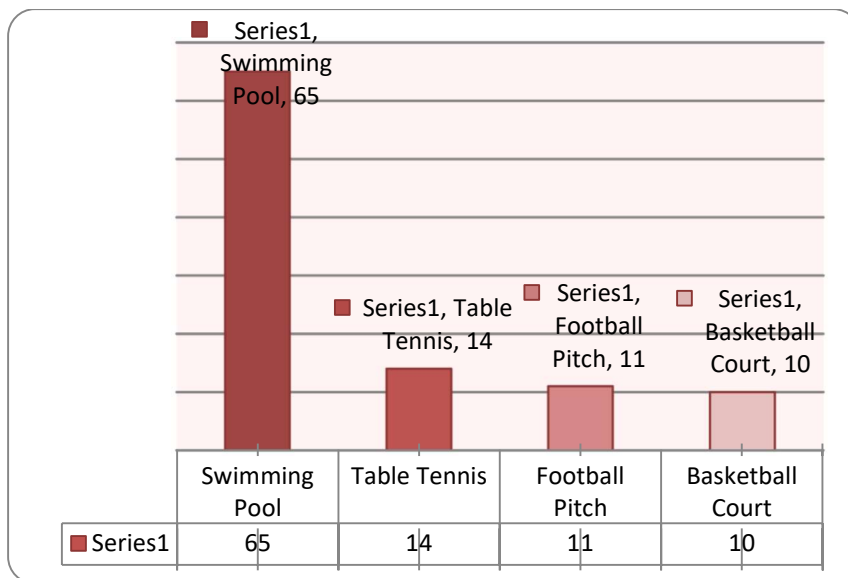 Series1,
Swimming
Pool, 65
Series1, Table
Tennis, 14
Series1,
Football
Pitch, 11
Series1,
Basketball
Court, 10
Swimming
Pool
Table Tennis
Football
Pitch
Basketball
Court
Series1 65 14 11 10